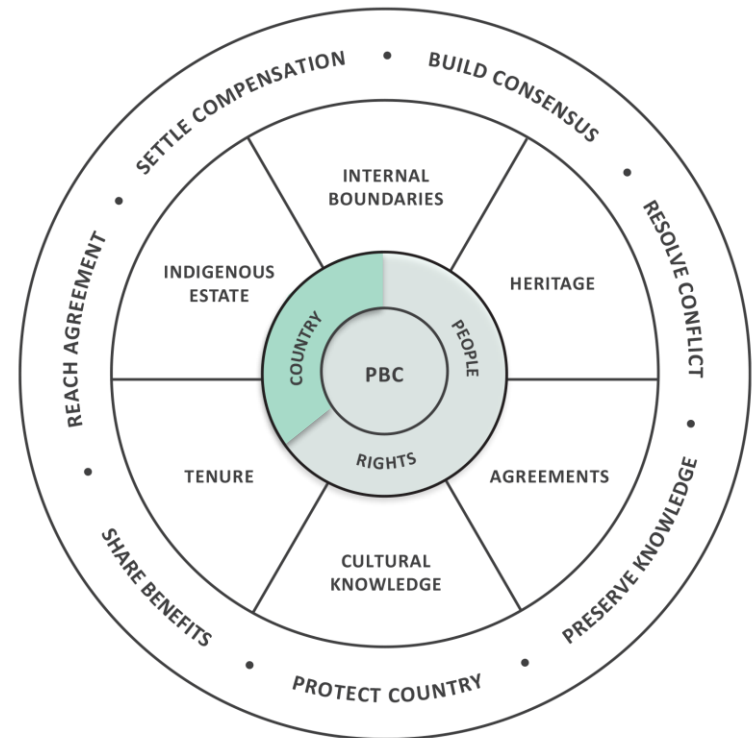 SETTLE COMPENSATION • BUILD CONSENSUS • RESOLVE CONFLICT • PRESERVE KNOWLEDGE • PROTECT COUNTRY • SHARE BENEFITS • REACH AGREEMENT •
INTERNAL
BOUNDARIES
HERITAGE
AGREEMENTS
CULTURAL
KNOWLEDGE
TENURE
INDIGENOUS
ESTATE
COUNTRY
PEOPLE
RIGHTS
PBC